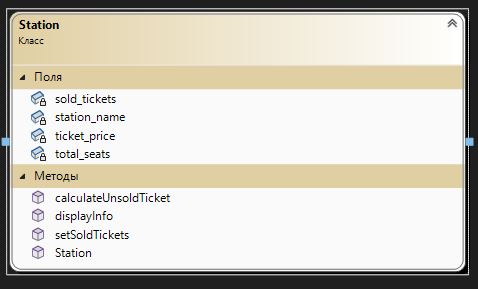 Station
Класс
Поля
sold_tickets
station_name
ticket_price
total_seats
Методы
calculateUnsoldTicket
displayInfo
setSoldTickets
Station